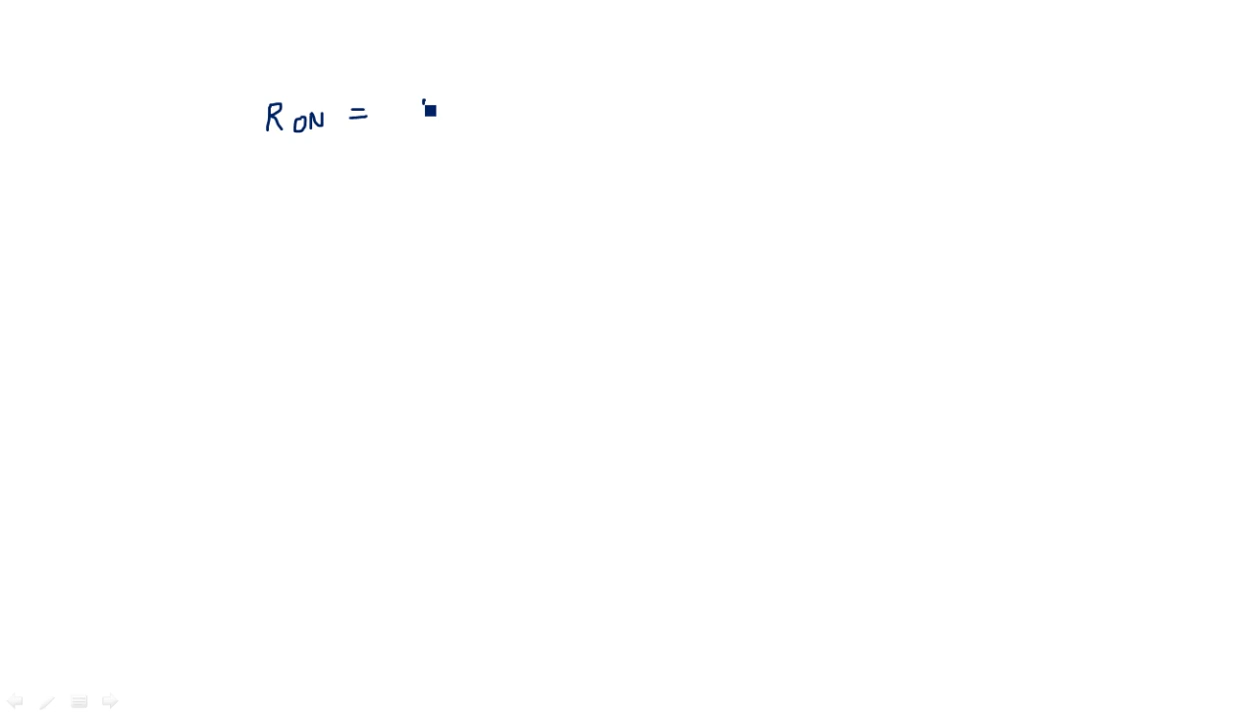 R ON =